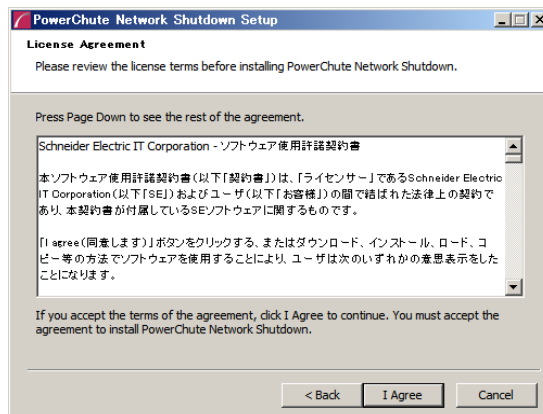 PowerChute Network Shutdown Setup
License Agreement
Please review the license terms before installing PowerChute Network Shutdown.
Press Page Down to see the rest of the agreement.
Schneider Electric IT Corporation - ソフトウェア使用許諾契約書
本ソフトウェア使用許諾契約書(以下「契約書」)は、「ライセンサー」であるSchneider Electric
IT Corporation(以下「SE」)およびユーザ(以下「お客様」)の間で結ばれた法律上の契約で
あり、本契約書が付属しているSEソフトウェアに関するものです。
「I agree(同意します)」ボタンをクリックする、またはダウンロード、インストール、ロード、コ
ピー等の方法でソフトウェアを使用することにより、ユーザは次のいずれかの意思表示をした
ことになります。
If you accept the terms of the agreement, click I Agree to continue. You must accept the
agreement to install PowerChute Network Shutdown.
< Back
I Agree
Cancel